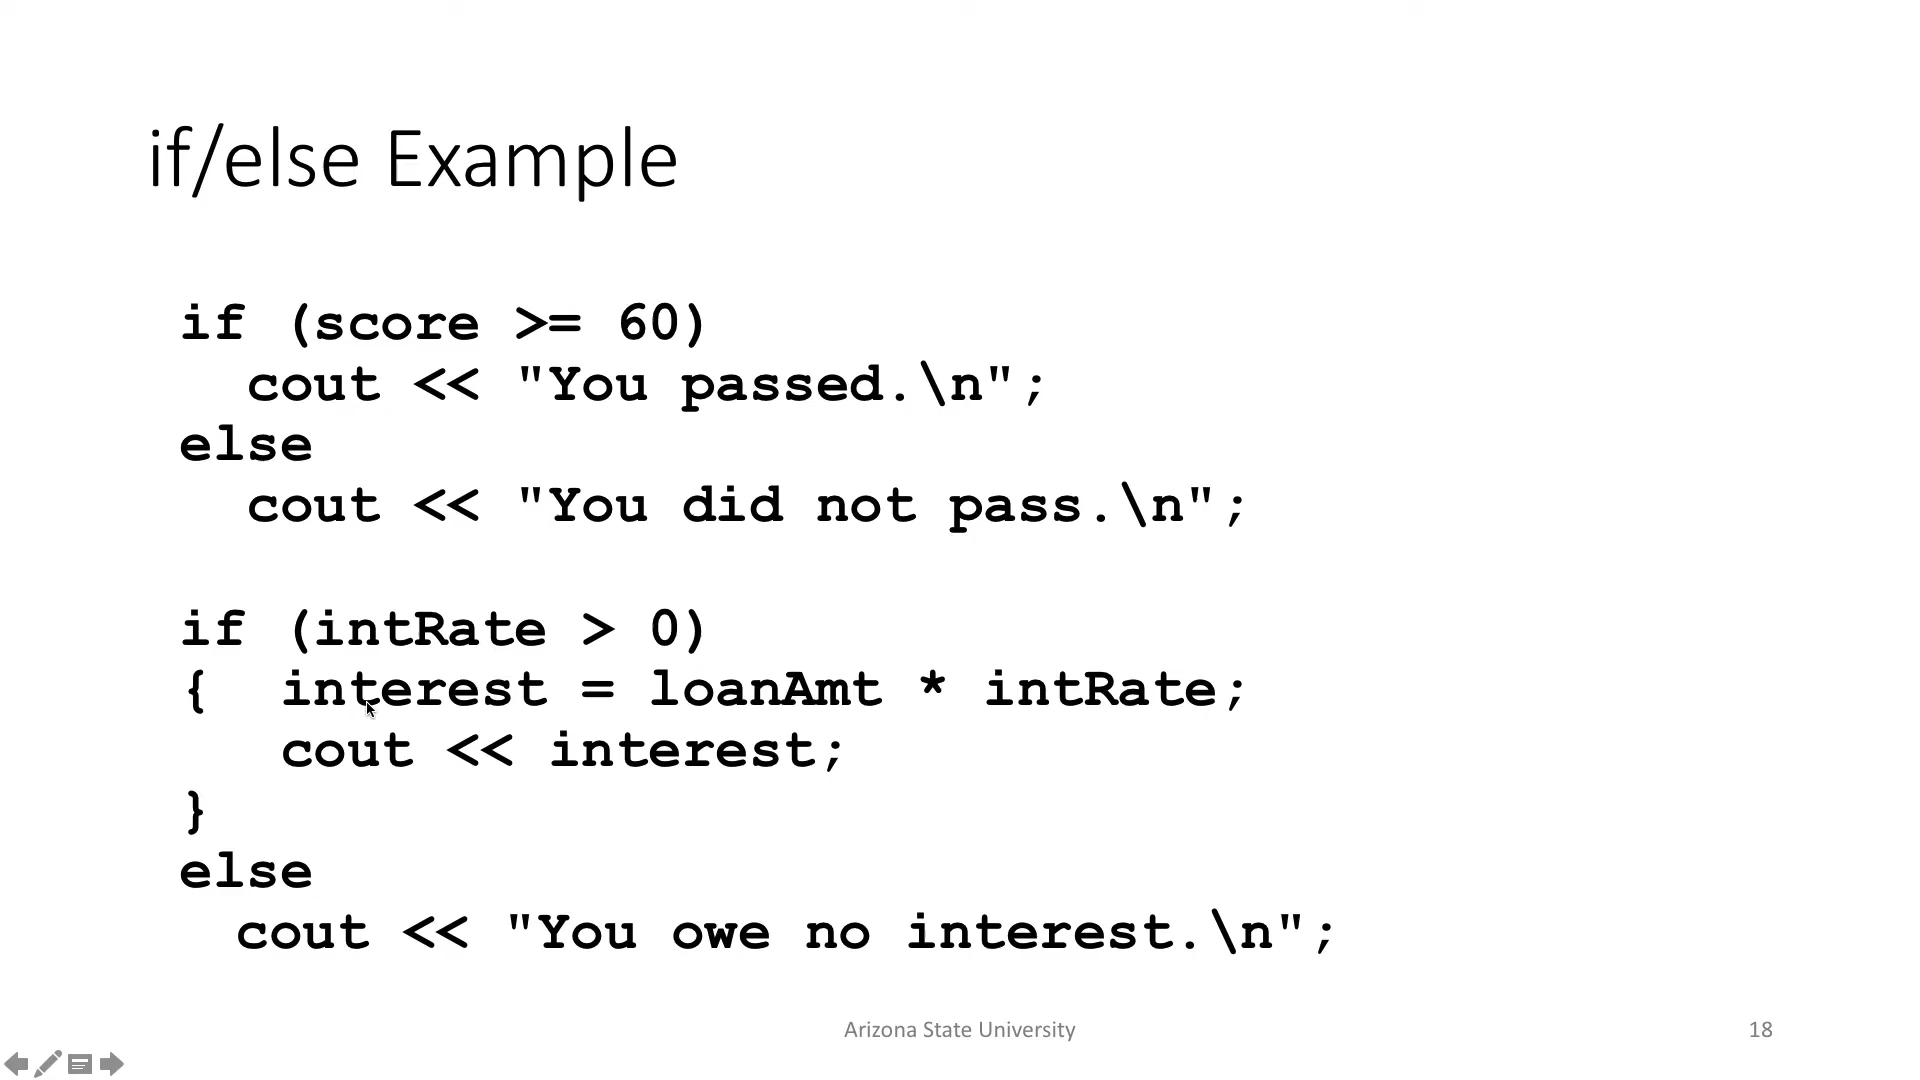 if/else Example
if (score >= 60)
cout << "You passed.\n";
else
cout << "You did not pass.\n";
if (intRate > 0)
{ interest = loanAmt * intRate;
cout << interest;
}
else
cout << "You owe no interest.\n";
Arizona State University
18